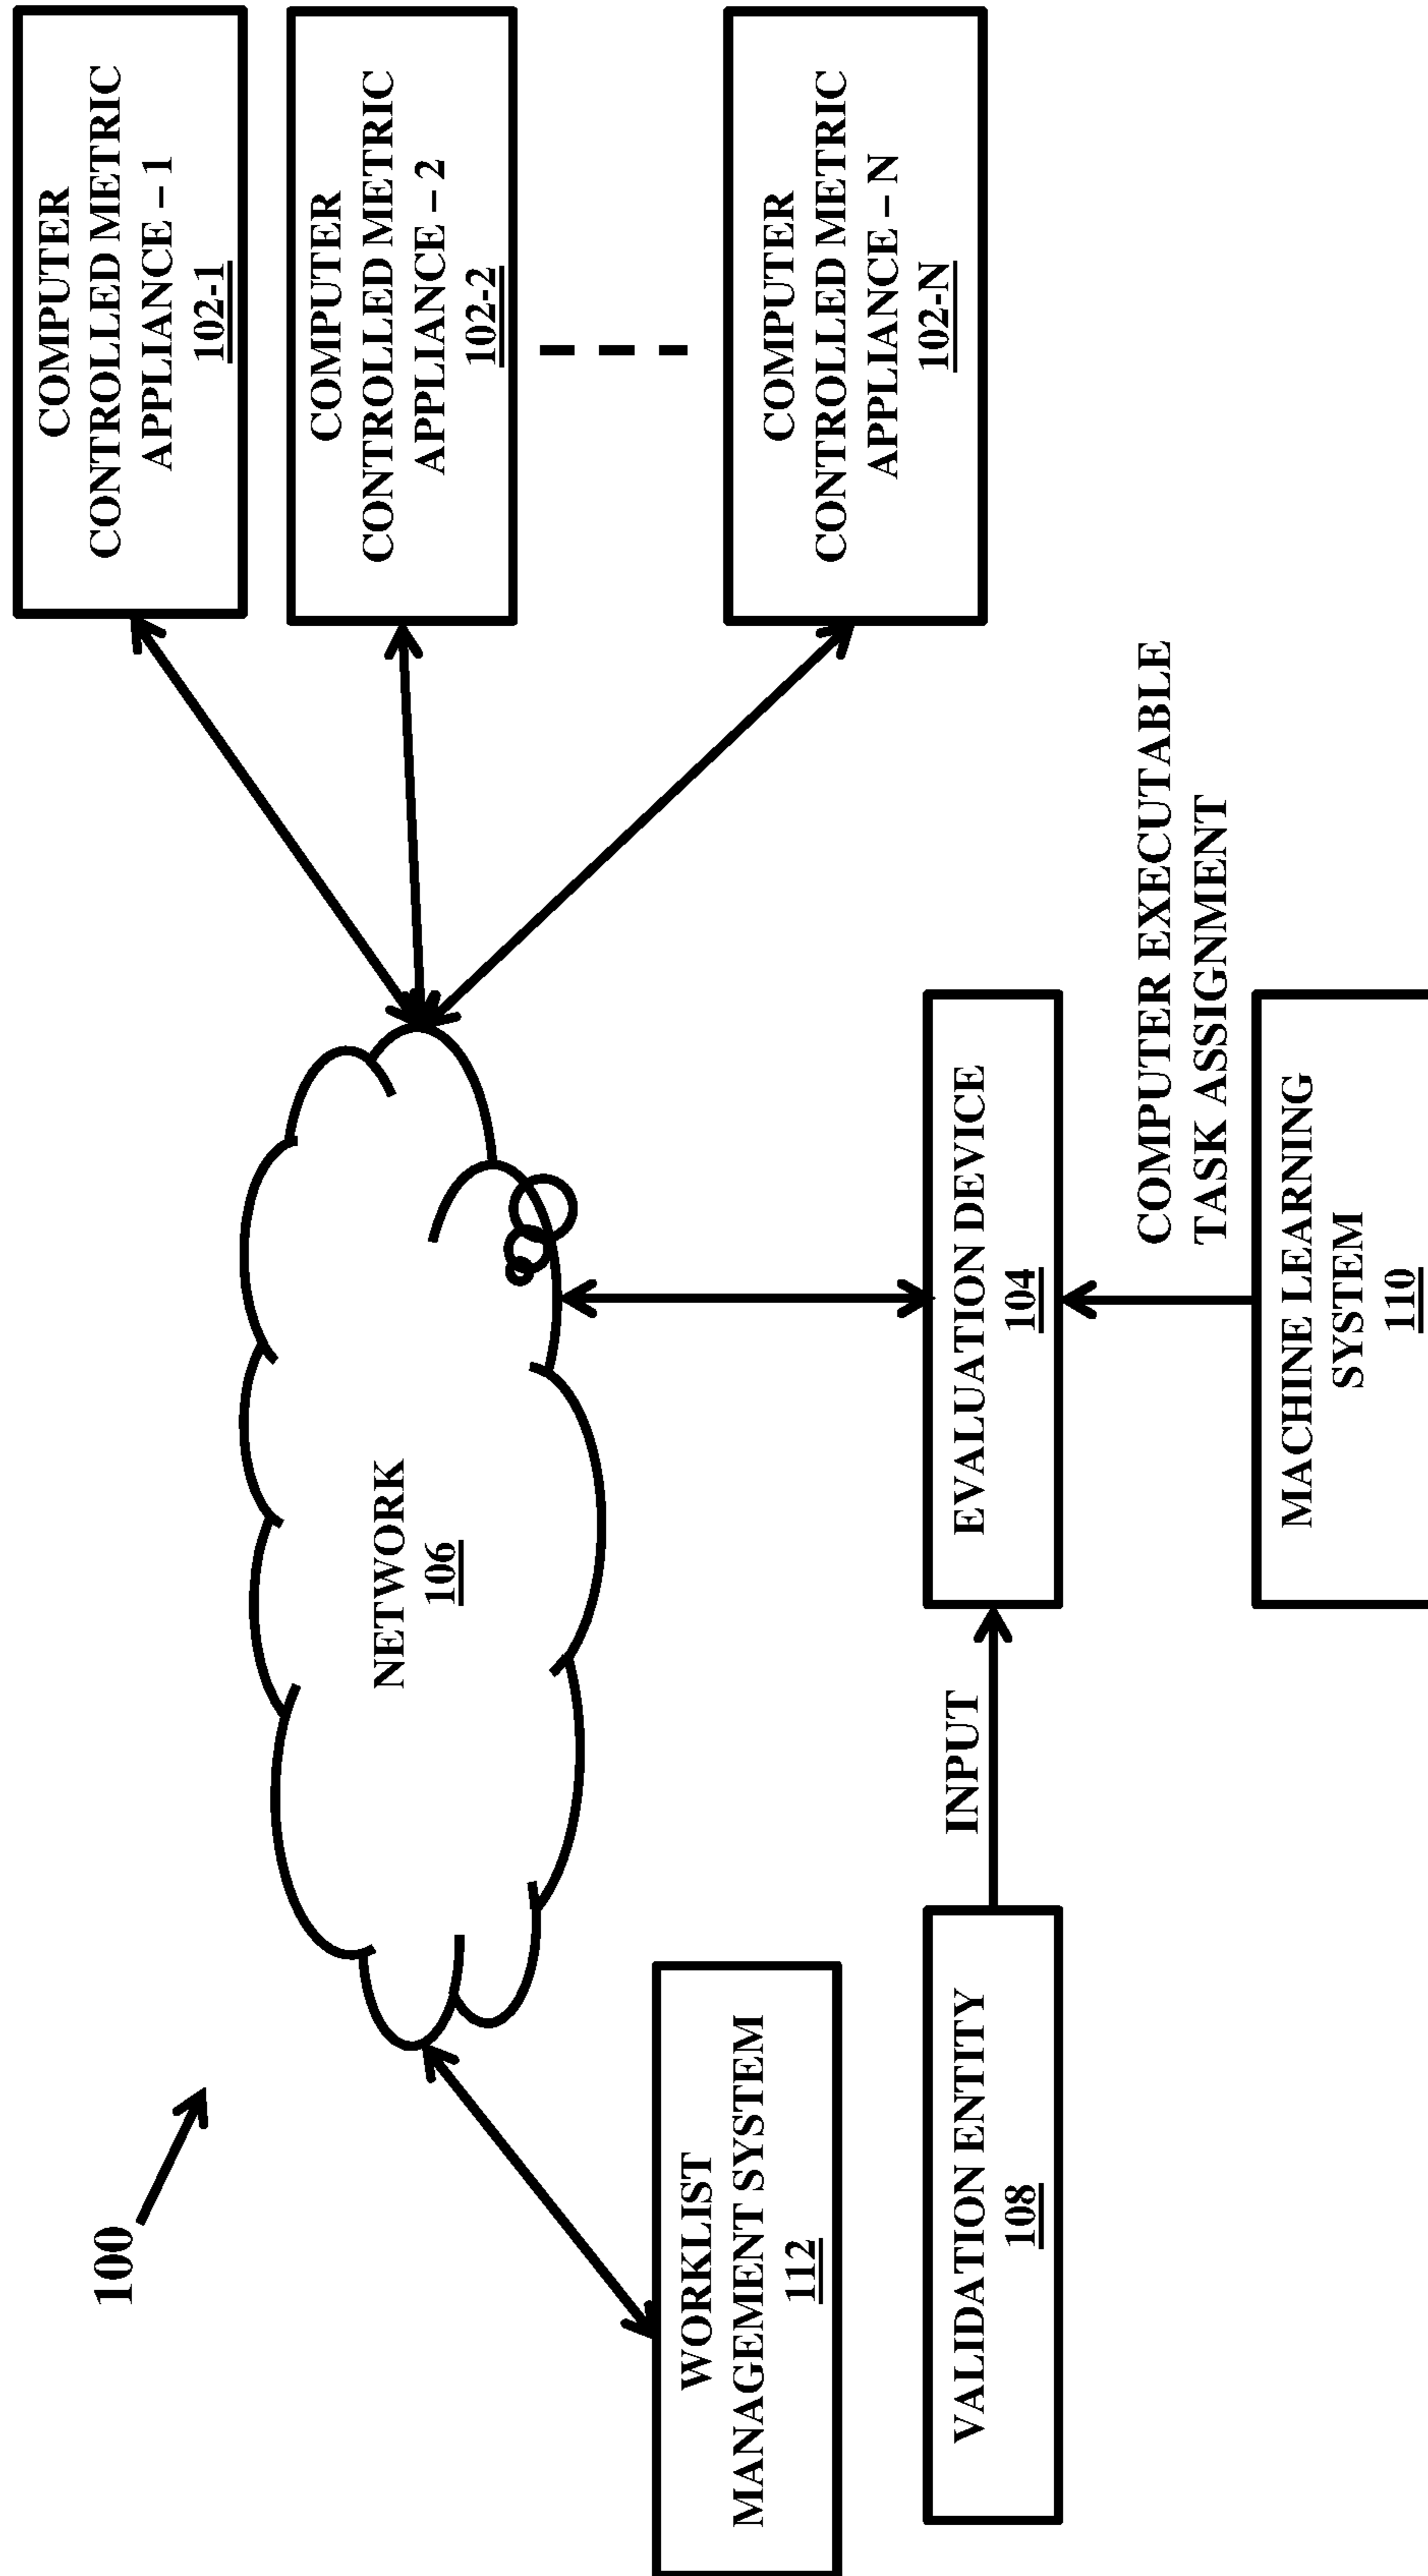 100
NETWORK
106
COMPUTER
CONTROLLED METRIC
APPLIANCE – 1
102-1
COMPUTER
CONTROLLED METRIC
APPLIANCE – 2
102-2
COMPUTER
CONTROLLED METRIC
APPLIANCE – N
102-N
WORKLIST
MANAGEMENT SYSTEM
112
VALIDATION ENTITY
108
INPUT
EVALUATION DEVICE
104
COMPUTER EXECUTABLE
TASK ASSIGNMENT
MACHINE LEARNING
SYSTEM
110